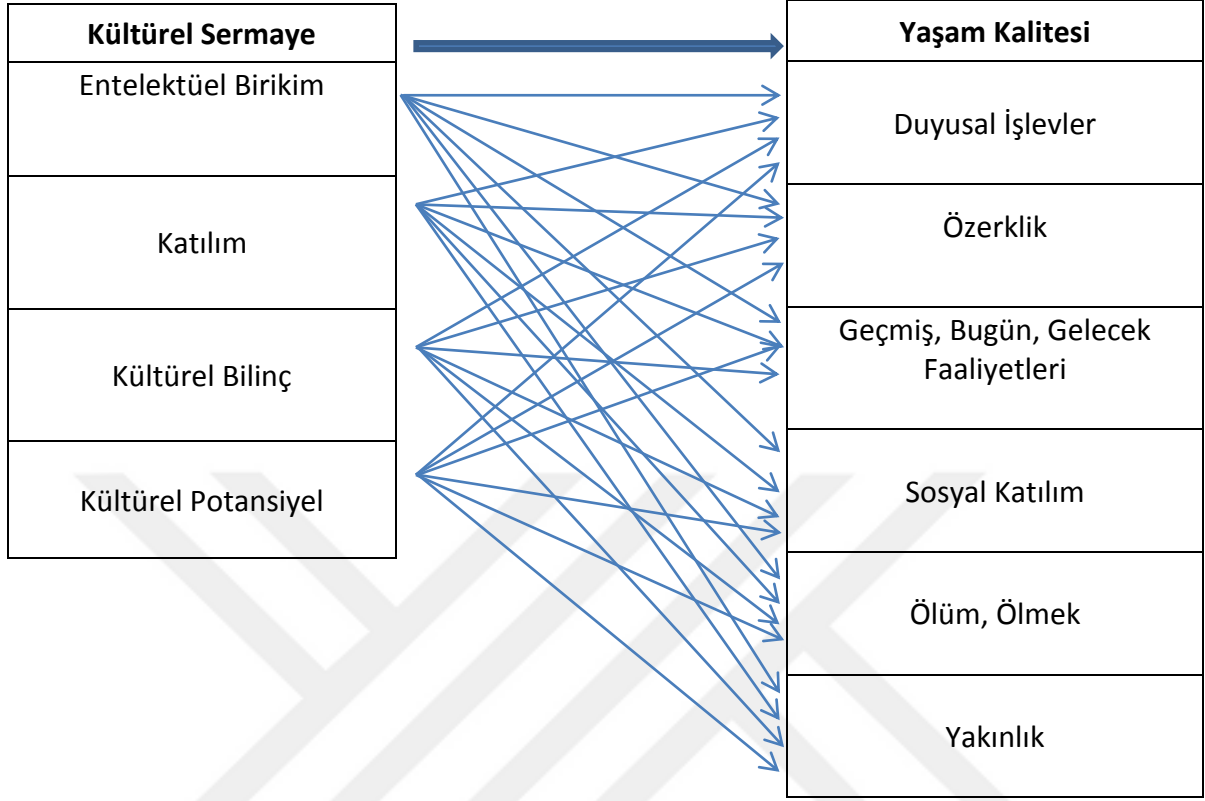 Kültürel Sermaye
Entelektüel Birikim
Katılım
Kültürel Bilinç
Kültürel Potansiyel
Yaşam Kalitesi
Duyusal İşlevler
Özerklik
Geçmiş, Bugün, Gelecek
Faaliyetleri
Sosyal Katılım
Ölüm, Ölmek
Yakınlık